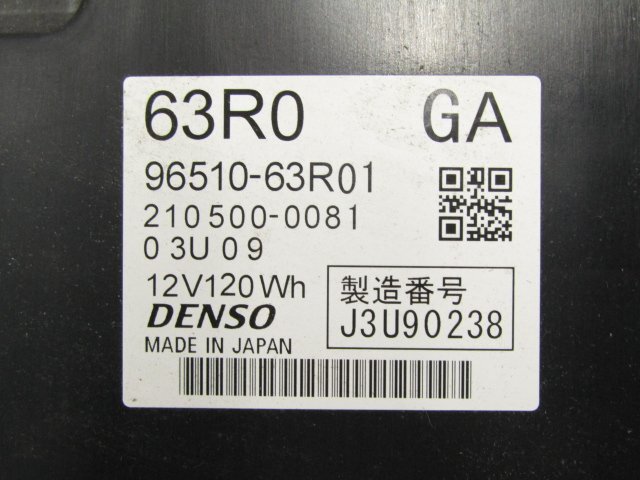 63R0 GA
96510-63R01
210500-0081
03U09
12V120Wh
製造番号
J3U90238
DENSO
MADE IN JAPAN